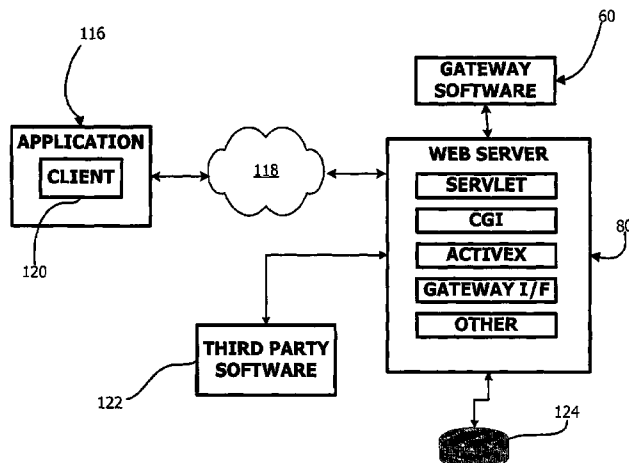 116
60
GATEWAY
SOFTWARE
APPLICATION
CLIENT
118
WEB SERVER
SERVLET
CGI
ACTIVEX
GATEWAY I/F
OTHER
80
120
THIRD PARTY
SOFTWARE
122
124